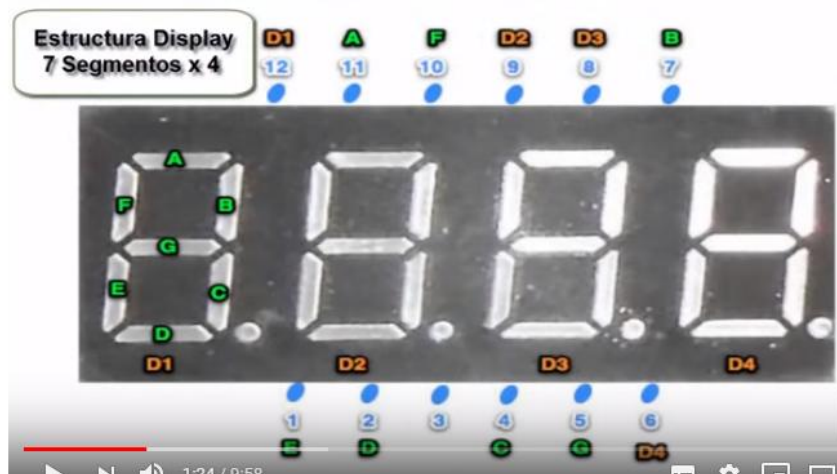 Estructura Display
7 Segmentos x 4
D1 A F D2 D3 B
12 11 10 9 8 7
A
F B
G
E C
D
D1 D2 D3 D4
1 2 3 4 5 6
E D C G D4
1:24 / 9:58